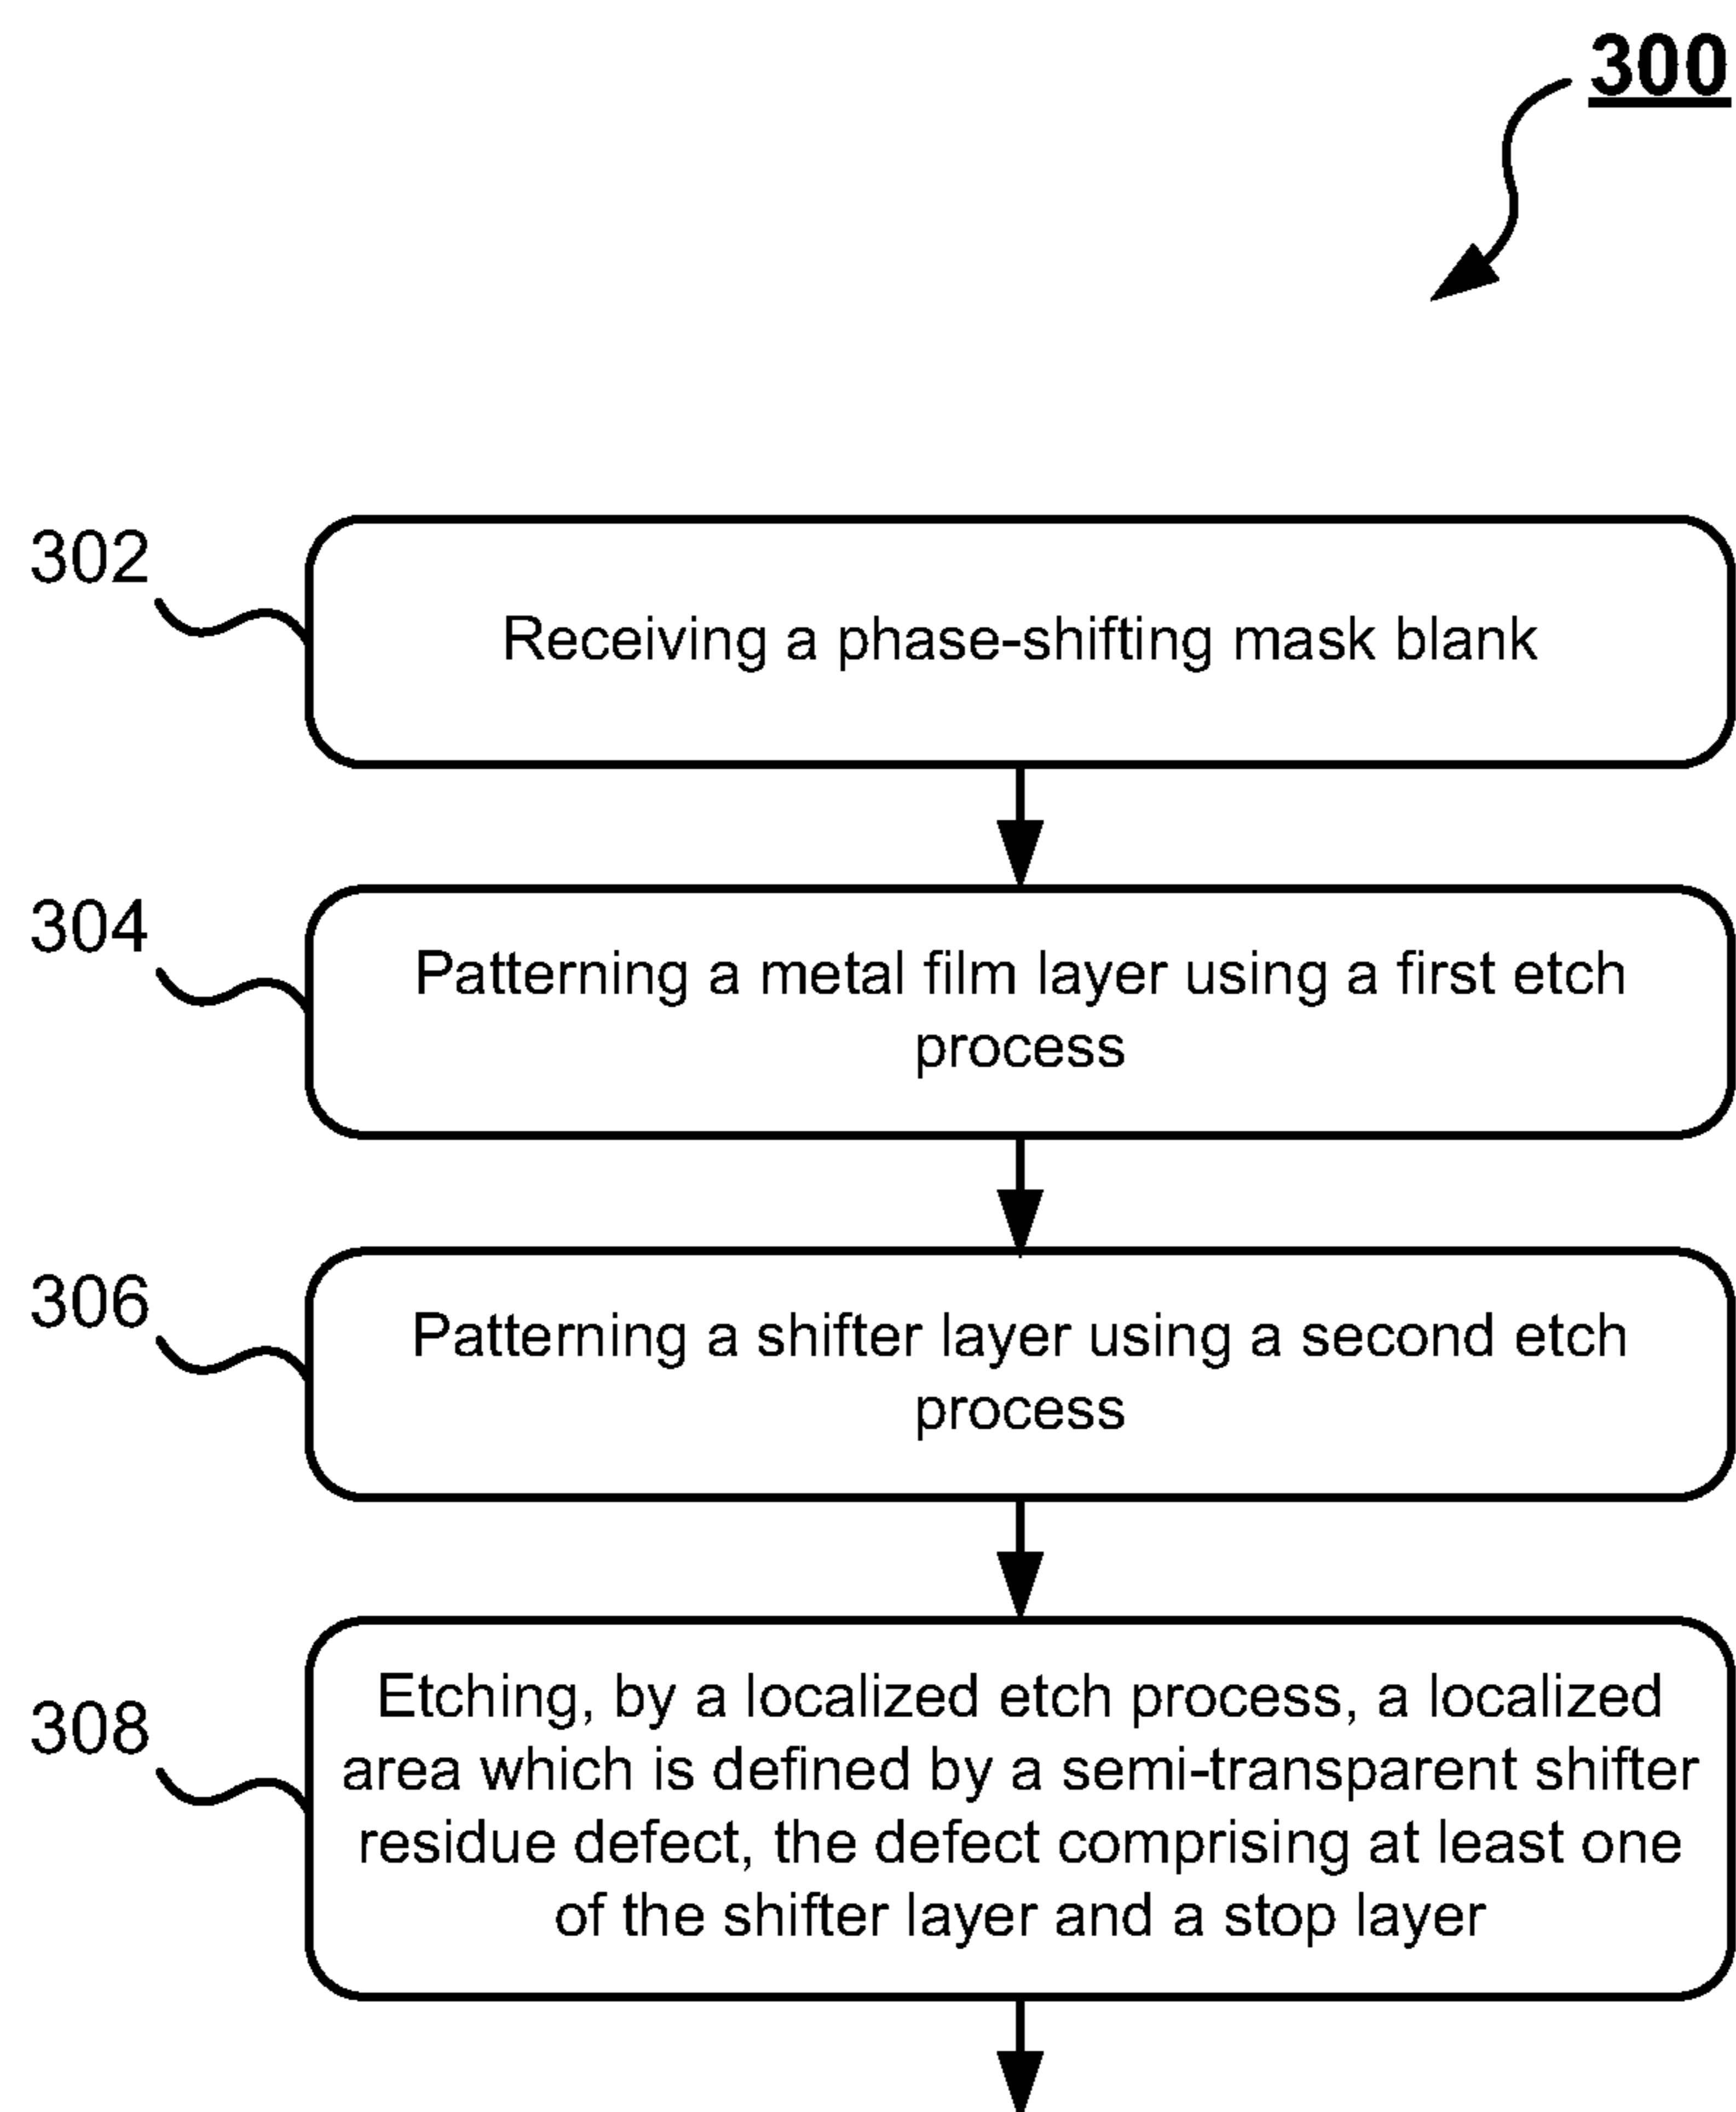 300
302
Receiving a phase-shifting mask blank
304
Patterning a metal film layer using a first etch
process
306
Patterning a shifter layer using a second etch
process
308
Etching, by a localized etch process, a localized
area which is defined by a semi-transparent shifter
residue defect, the defect comprising at least one
of the shifter layer and a stop layer